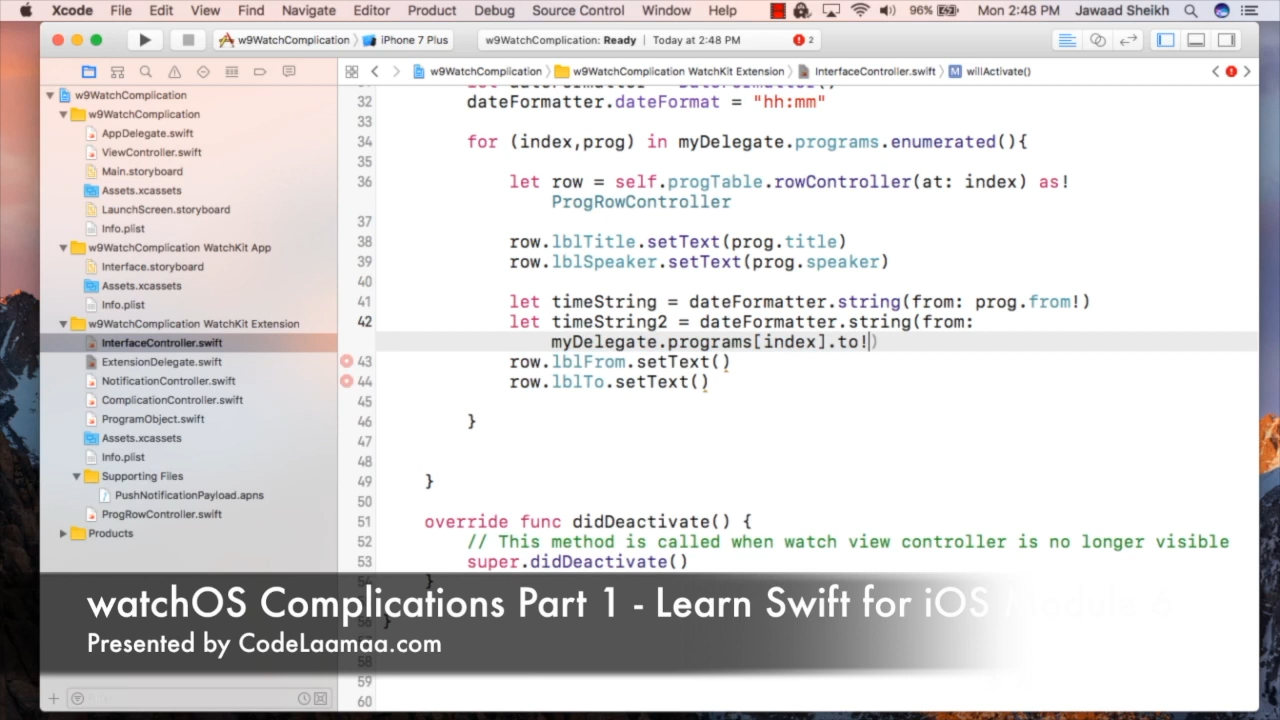 Xcode File Edit View Find Navigate Editor Product Debug Source Control Window Help 96% Mon 2:48 PM Jawaad Sheikh
w9WatchComplication iPhone 7 Plus w9WatchComplication: Ready Today at 2:48 PM 2
w9WatchComplication w9WatchComplication WatchKit Extension InterfaceController.swift M willActivate()
w9WatchComplication
w9WatchComplication
AppDelegate.swift
ViewController.swift
Main.storyboard
Assets.xcassets
LaunchScreen.storyboard
Info.plist
w9WatchComplication WatchKit App
Interface.storyboard
Assets.xcassets
Info.plist
w9WatchComplication WatchKit Extension
InterfaceController.swift
ExtensionDelegate.swift
NotificationController.swift
ComplicationController.swift
ProgramObject.swift
Assets.xcassets
Info.plist
Supporting Files
PushNotificationPayload.apns
ProgRowController.swift
Products
32 dateFormatter.dateFormat = "hh:mm"
33
34 for (index,prog) in myDelegate.programs.enumerated(){
35
36 let row = self.progTable.rowController(at: index) as!
ProgRowController
37
38 row.lblTitle.setText(prog.title)
39 row.lblSpeaker.setText(prog.speaker)
40
41 let timeString = dateFormatter.string(from: prog.from!)
42 let timeString2 = dateFormatter.string(from:
myDelegate.programs[index].to!)
43 row.lblFrom.setText()
44 row.lblTo.setText()
45
46 }
47
48
49 }
50
51 override func didDeactivate() {
52 // This method is called when watch view controller is no longer visible
53 super.didDeactivate()
}
}
59
60
watchOS Complications Part 1 - Learn Swift for iOS Module 6
Presented by CodeLaamaa.com